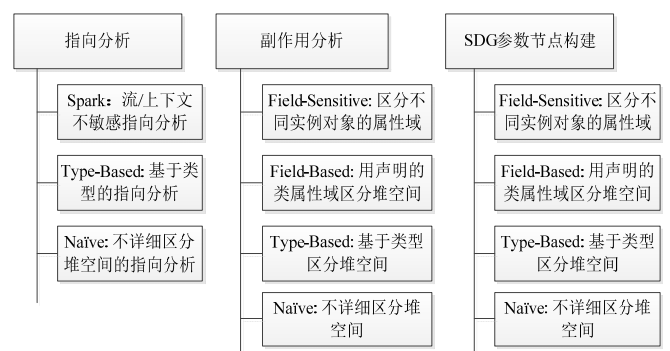 指向分析
Spark：流/上下文
不敏感指向分析
Type-Based: 基于类
型的指向分析
Naïve: 不详细区分
堆空间的指向分析
副作用分析
Field-Sensitive: 区分不
同实例对象的属性域
Field-Based: 用声明的
类属性域区分堆空间
Type-Based: 基于类型
区分堆空间
Naïve: 不详细区分堆
空间
SDG参数节点构建
Field-Sensitive: 区分不
同实例对象的属性域
Field-Based: 用声明的
类属性域区分堆空间
Type-Based: 基于类型
区分堆空间
Naïve: 不详细区分堆
空间